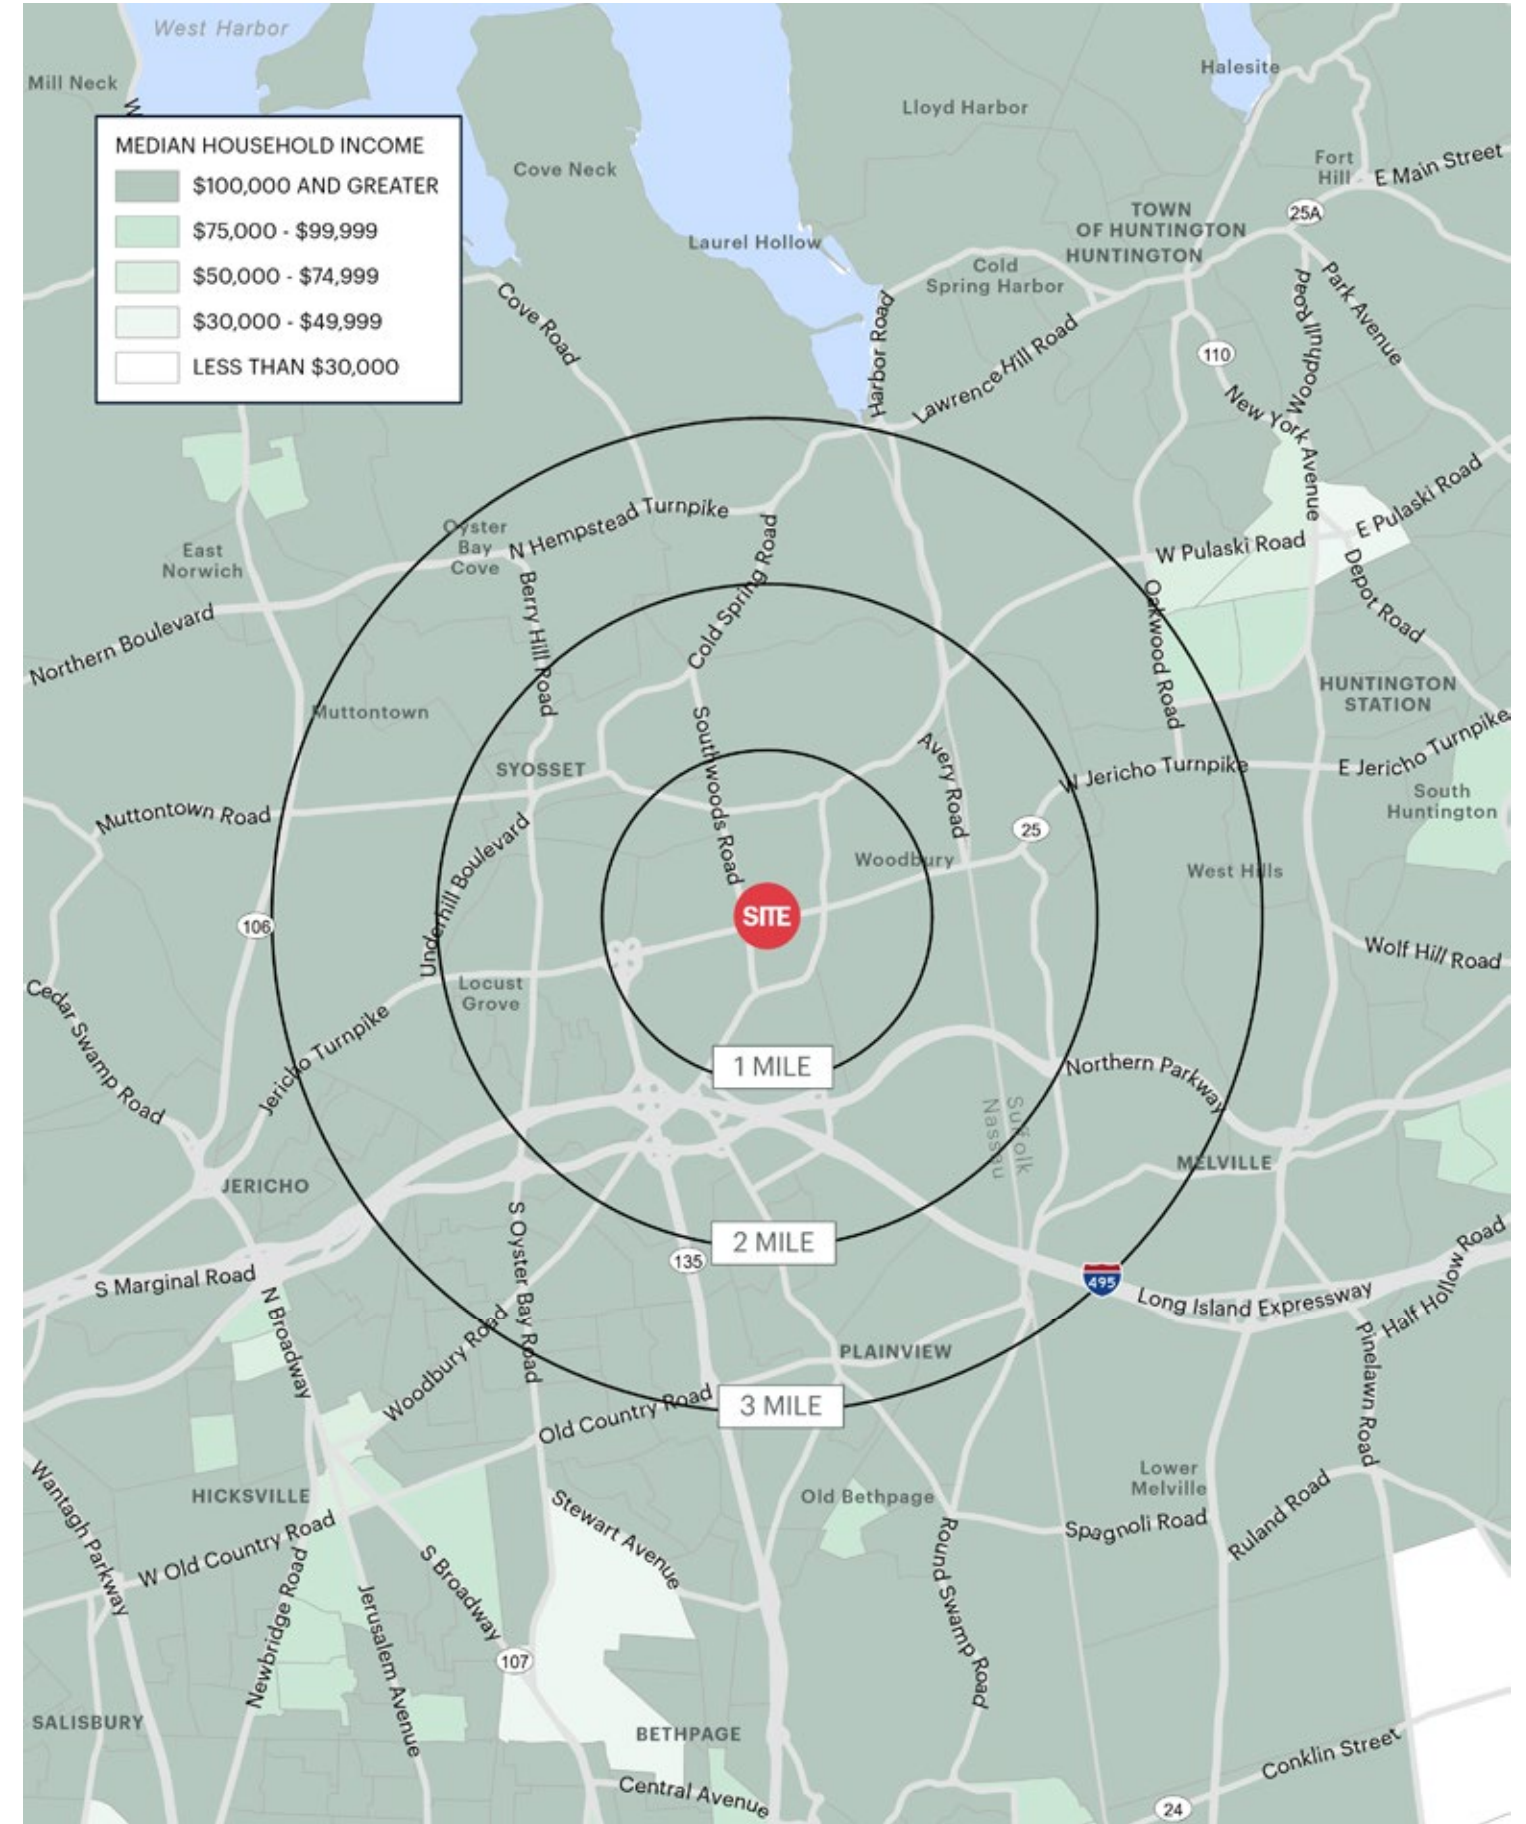 West Harbor
Halesite
Mill Neck
W
Lloyd Harbor
MEDIAN HOUSEHOLD INCOME
$100,000 AND GREATER
$75,000 - $99,999
$50,000 - $74,999
$30,000 - $49,999
LESS THAN $30,000
Cove Neck
Fort
Hill
E Main Street
25A
TOWN
OF HUNTINGTON
HUNTINGTON
Laurel Hollow
Cold
Spring Harbor
Cove Road
Harbor Road
Lawrence Hill Road
Woodhull Road
Park Avenue
110
New York Avenue
E Pulaski Road
W Pulaski Road
Depot Road
Oyster
Bay
Cove
N Hempstead Turnpike
East
Norwich
Berry Hill Road
Cold Spring Road
Oakwood Road
Northern Boulevard
Muttontown
HUNTINGTON
STATION
Southwoods Road
SYOSSET
Avery Road
W Jericho Turnpike
E Jericho Turnpike
South
Huntington
Muttontown Road
25
Underhill Boulevard
Woodbury
West Hills
SITE
106
Wolf Hill Road
Locust
Grove
Cedar Swamp Road
Jericho Turnpike
1 MILE
Northern Parkway
Suffolk
Nassau
MELVILLE
JERICHO
S Oyster Bay Road
2 MILE
135
S Marginal Road
495
Long Island Expressway
Half Hollow Road
N Broadway
Woodbury Road
PLAINVIEW
Pinelawn Road
3 MILE
Old Country Road
Wantagh Parkway
HICKSVILLE
Old Bethpage
Lower
Melville
Stewart Avenue
Spagnoli Road
Ruland Road
W Old Country Road
S Broadway
Round Swamp Road
Newbridge Road
Jerusalem Avenue
107
SALISBURY
BETHPAGE
Conklin Street
Central Avenue
24